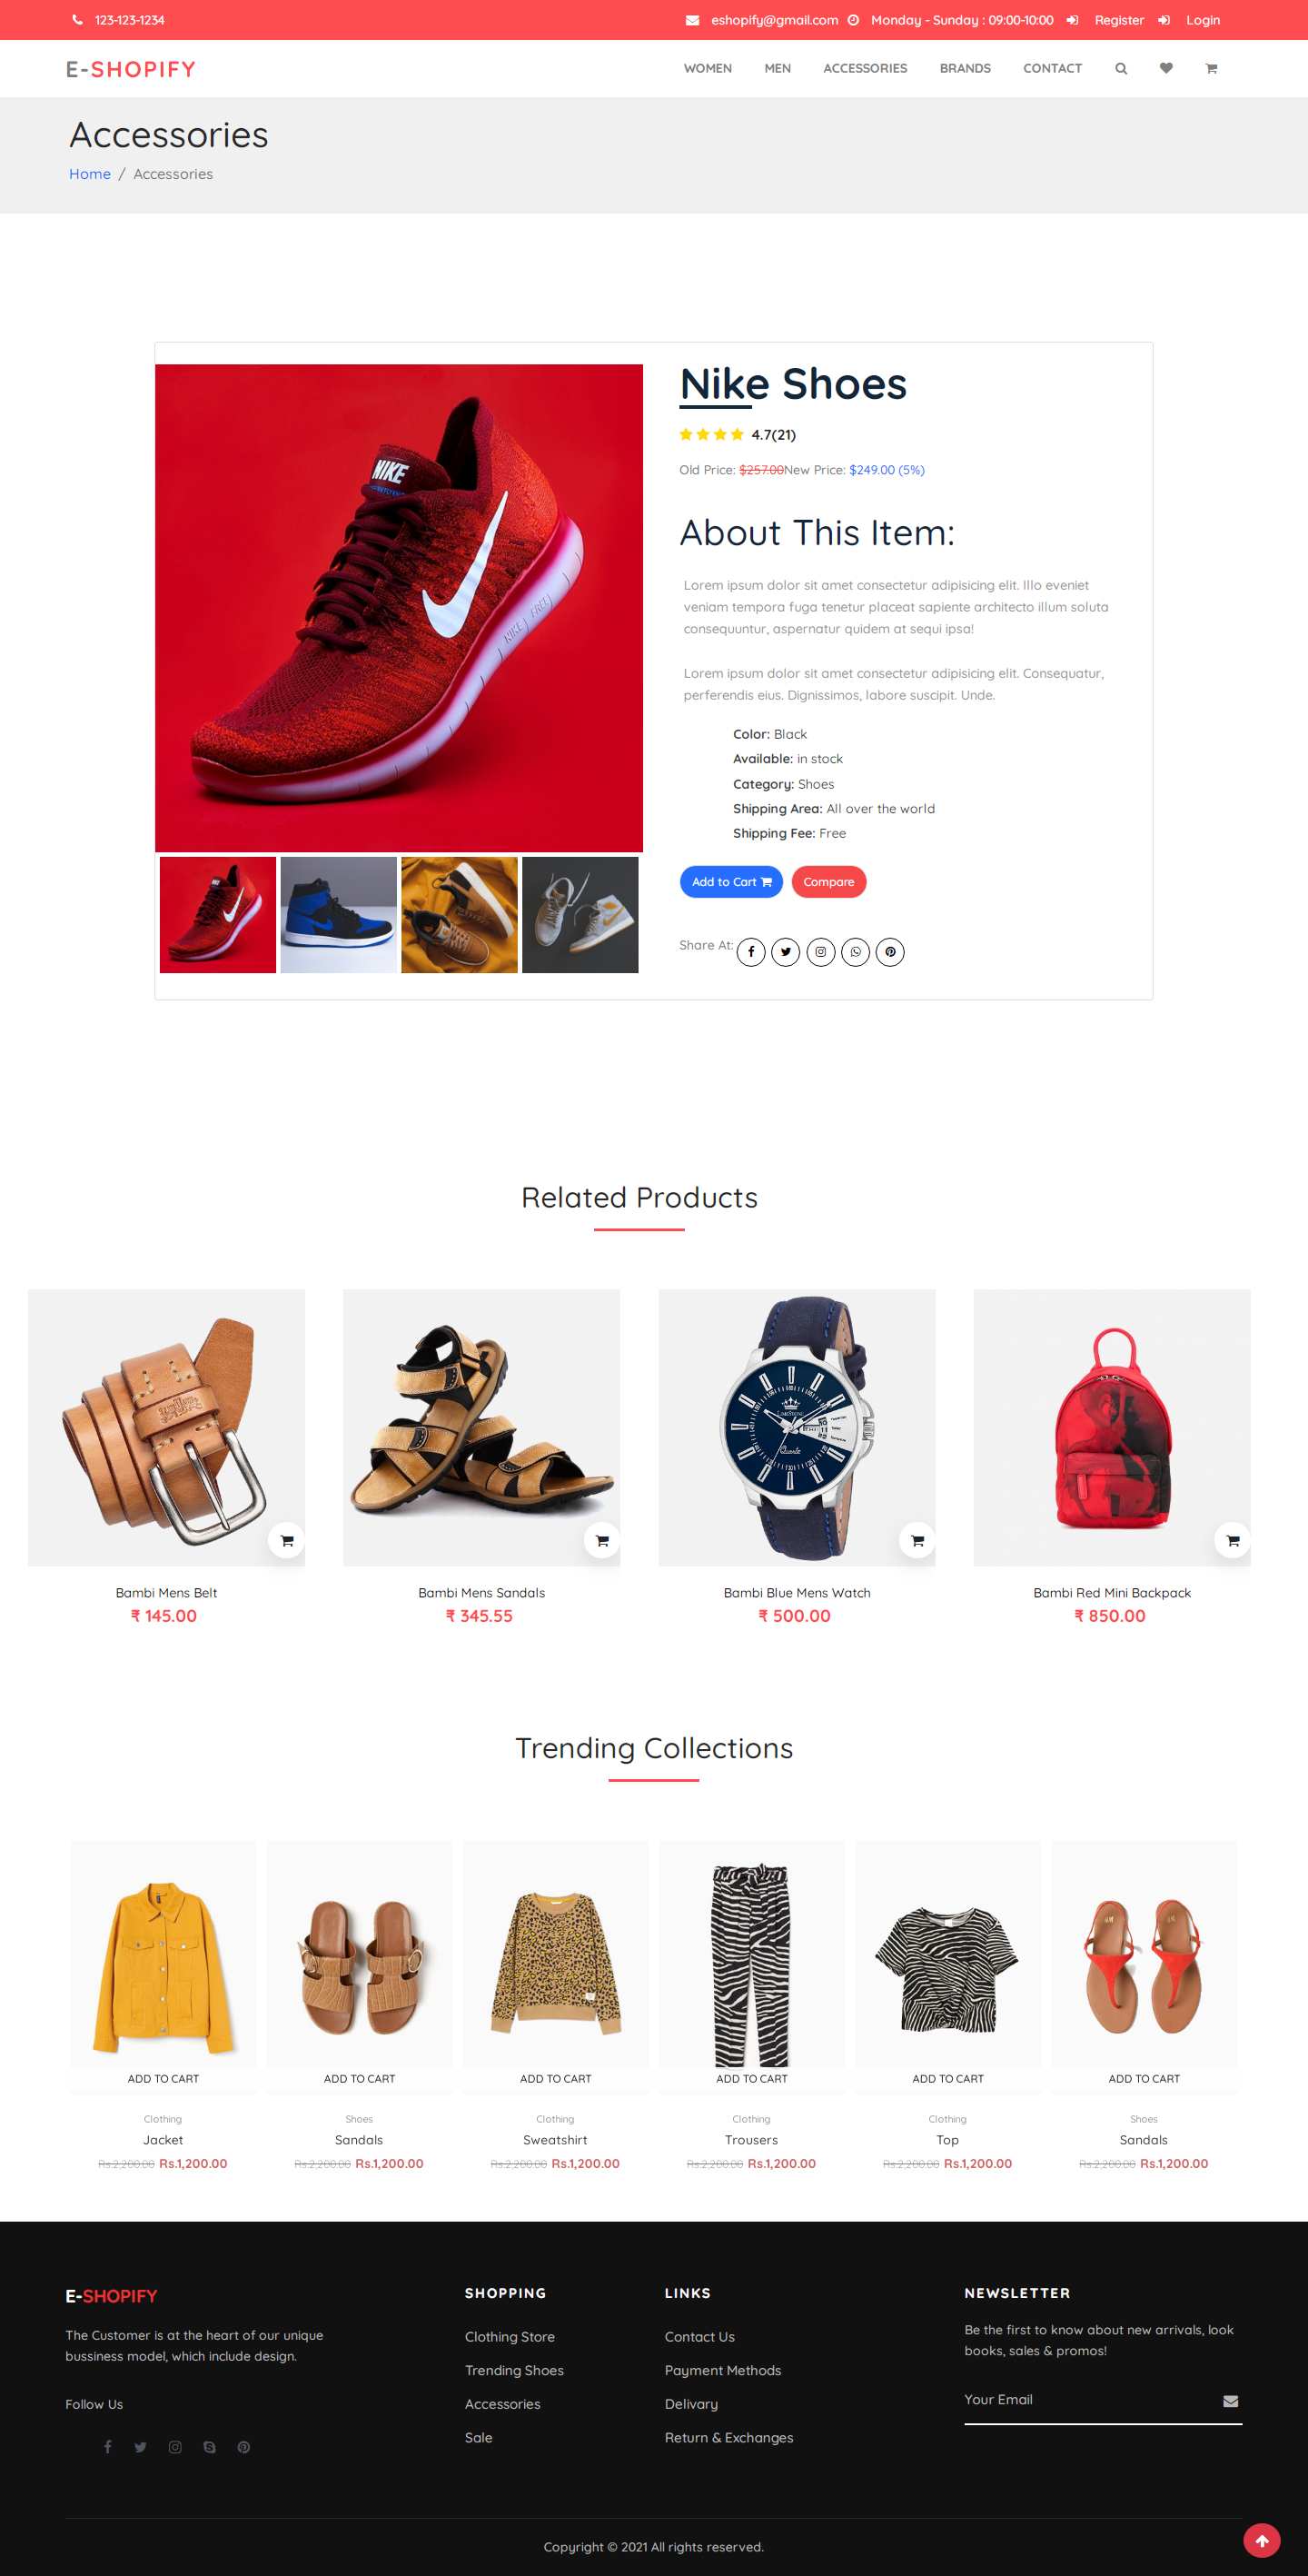 123-123-1234
eshopify@gmail.com Monday - Sunday : 09:00-10:00 Register Login
E-SHOPIFY
WOMEN MEN ACCESSORIES BRANDS CONTACT
Accessories
Home / Accessories
Nike Shoes
4.7(21)
Old Price: $257.00New Price: $249.00 (5%)
About This Item:
Lorem ipsum dolor sit amet consectetur adipisicing elit. Illo eveniet
veniam tempora fuga tenetur placeat sapiente architecto illum soluta
consequuntur, aspernatur quidem at sequi ipsa!
Lorem ipsum dolor sit amet consectetur adipisicing elit. Consequatur,
perferendis eius. Dignissimos, labore suscipit. Unde.
Color: Black
Available: in stock
Category: Shoes
Shipping Area: All over the world
Shipping Fee: Free
Add to Cart
Compare
Share At:
NIKE
NIKE FREE
Related Products
Bambi Mens Belt
₹ 145.00
Bambi Mens Sandals
₹ 345.55
Bambi Blue Mens Watch
₹ 500.00
Bambi Red Mini Backpack
₹ 850.00
Trending Collections
ADD TO CART
Clothing
Jacket
Rs.2,200.00 Rs.1,200.00
ADD TO CART
Shoes
Sandals
Rs.2,200.00 Rs.1,200.00
ADD TO CART
Clothing
Sweatshirt
Rs.2,200.00 Rs.1,200.00
ADD TO CART
Clothing
Trousers
Rs.2,200.00 Rs.1,200.00
ADD TO CART
Clothing
Top
Rs.2,200.00 Rs.1,200.00
ADD TO CART
Shoes
Sandals
Rs.2,200.00 Rs.1,200.00
E-SHOPIFY
The Customer is at the heart of our unique
bussiness model, which include design.
Follow Us
SHOPPING
Clothing Store
Trending Shoes
Accessories
Sale
LINKS
Contact Us
Payment Methods
Delivary
Return & Exchanges
NEWSLETTER
Be the first to know about new arrivals, look
books, sales & promos!
Your Email
Copyright © 2021 All rights reserved.